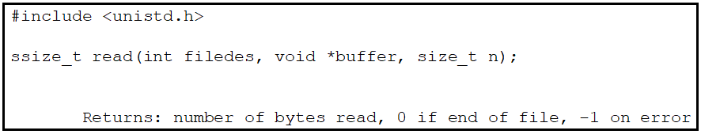 #include <unistd.h>
ssize_t read(int filedes, void *buffer, size_t n);
Returns: number of bytes read, 0 if end of file, -1 on error